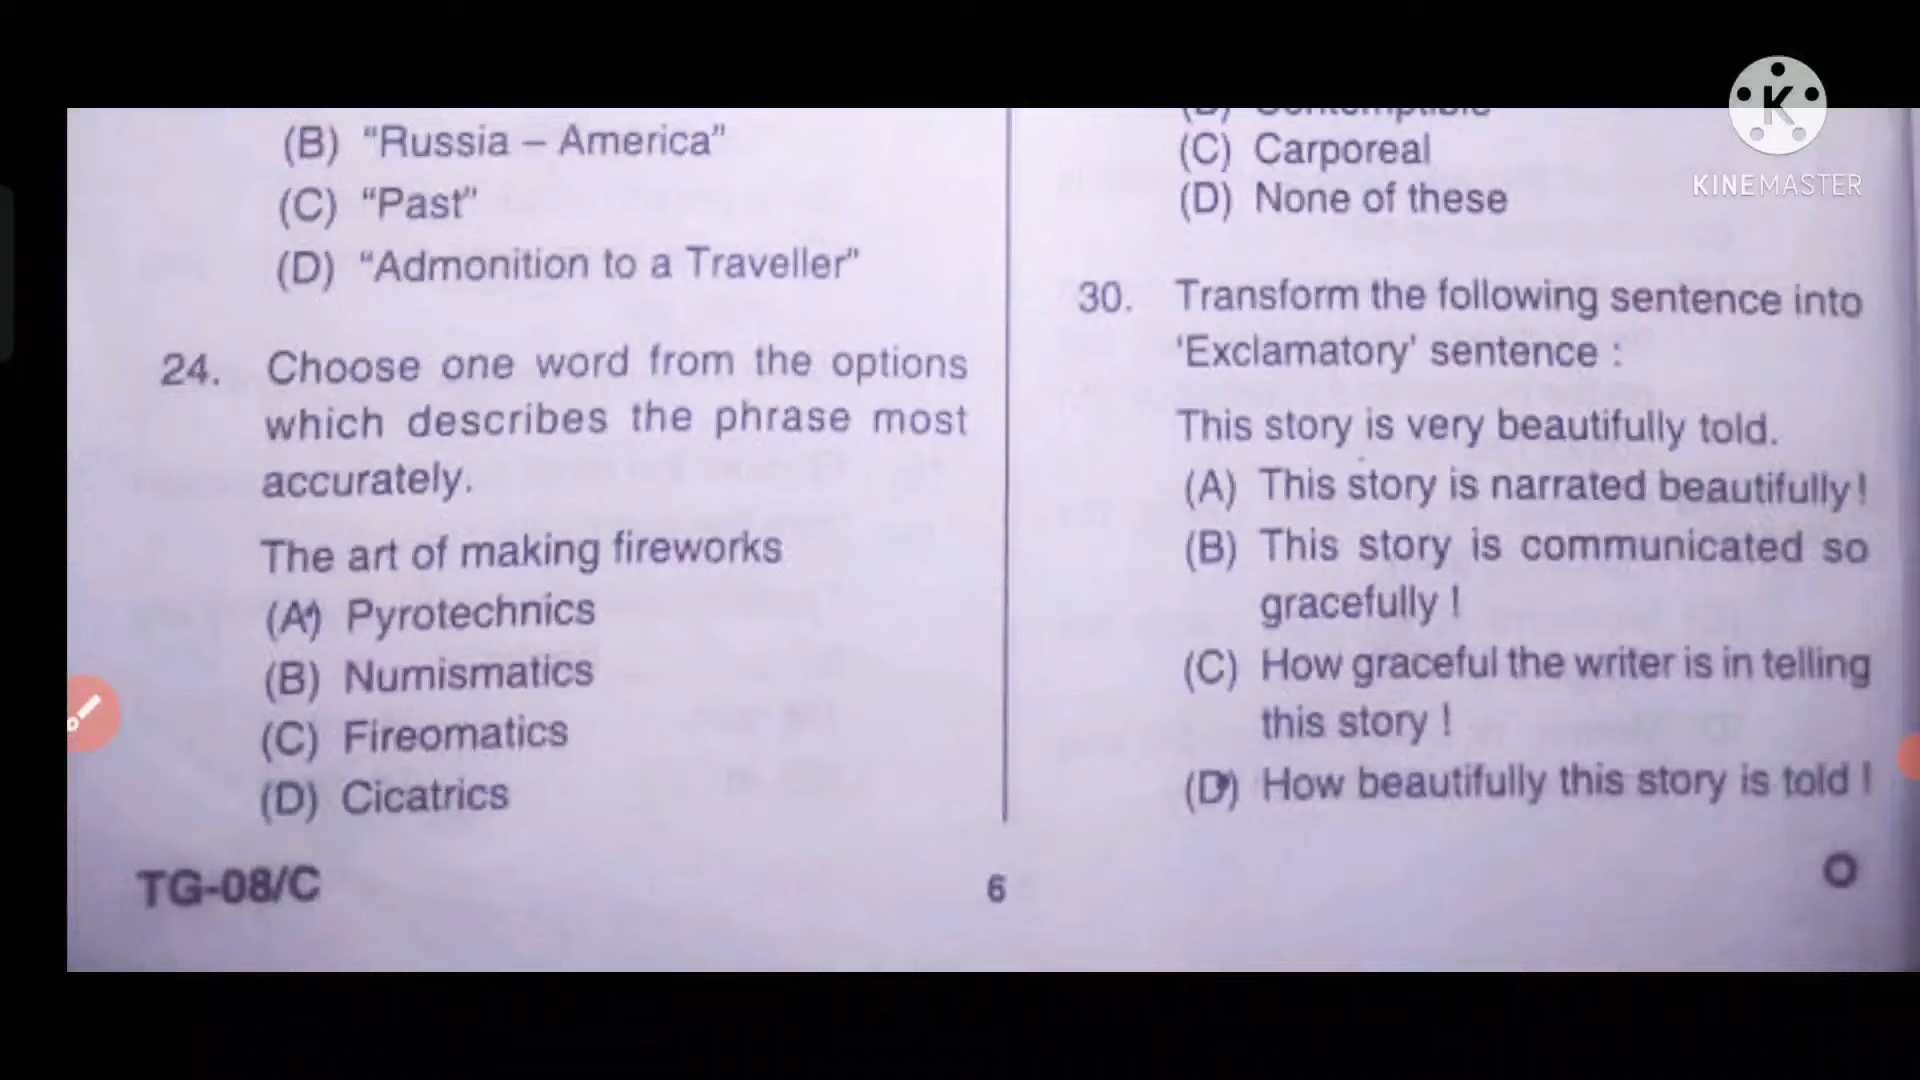 (B) “Russia – America”
(C) “Past”
(D) “Admonition to a Traveller”
24. Choose one word from the options
which describes the phrase most
accurately.
The art of making fireworks
(A) Pyrotechnics
(B) Numismatics
(C) Fireomatics
(D) Cicatrics
TG-08/C
6
(C) Carporeal
(D) None of these
30. Transform the following sentence into
‘Exclamatory’ sentence :
This story is very beautifully told.
(A) This story is narrated beautifully!
(B) This story is communicated so
gracefully !
(C) How graceful the writer is in telling
this story !
(D) How beautifully this story is told !
O
K
KINEMASTER